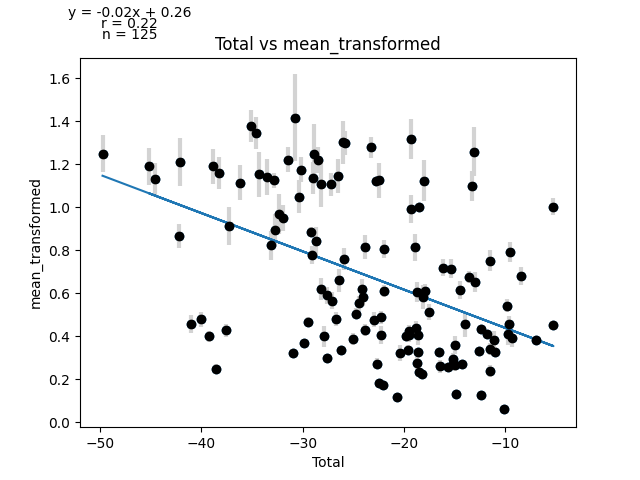 y = -0.02x + 0.26
r = 0.22
n = 125
Total vs mean_transformed
1.6
1.4
1.2
1.0
0.8
0.6
0.4
0.2
0.0
mean_transformed
−50
−40
−30
−20
−10
Total